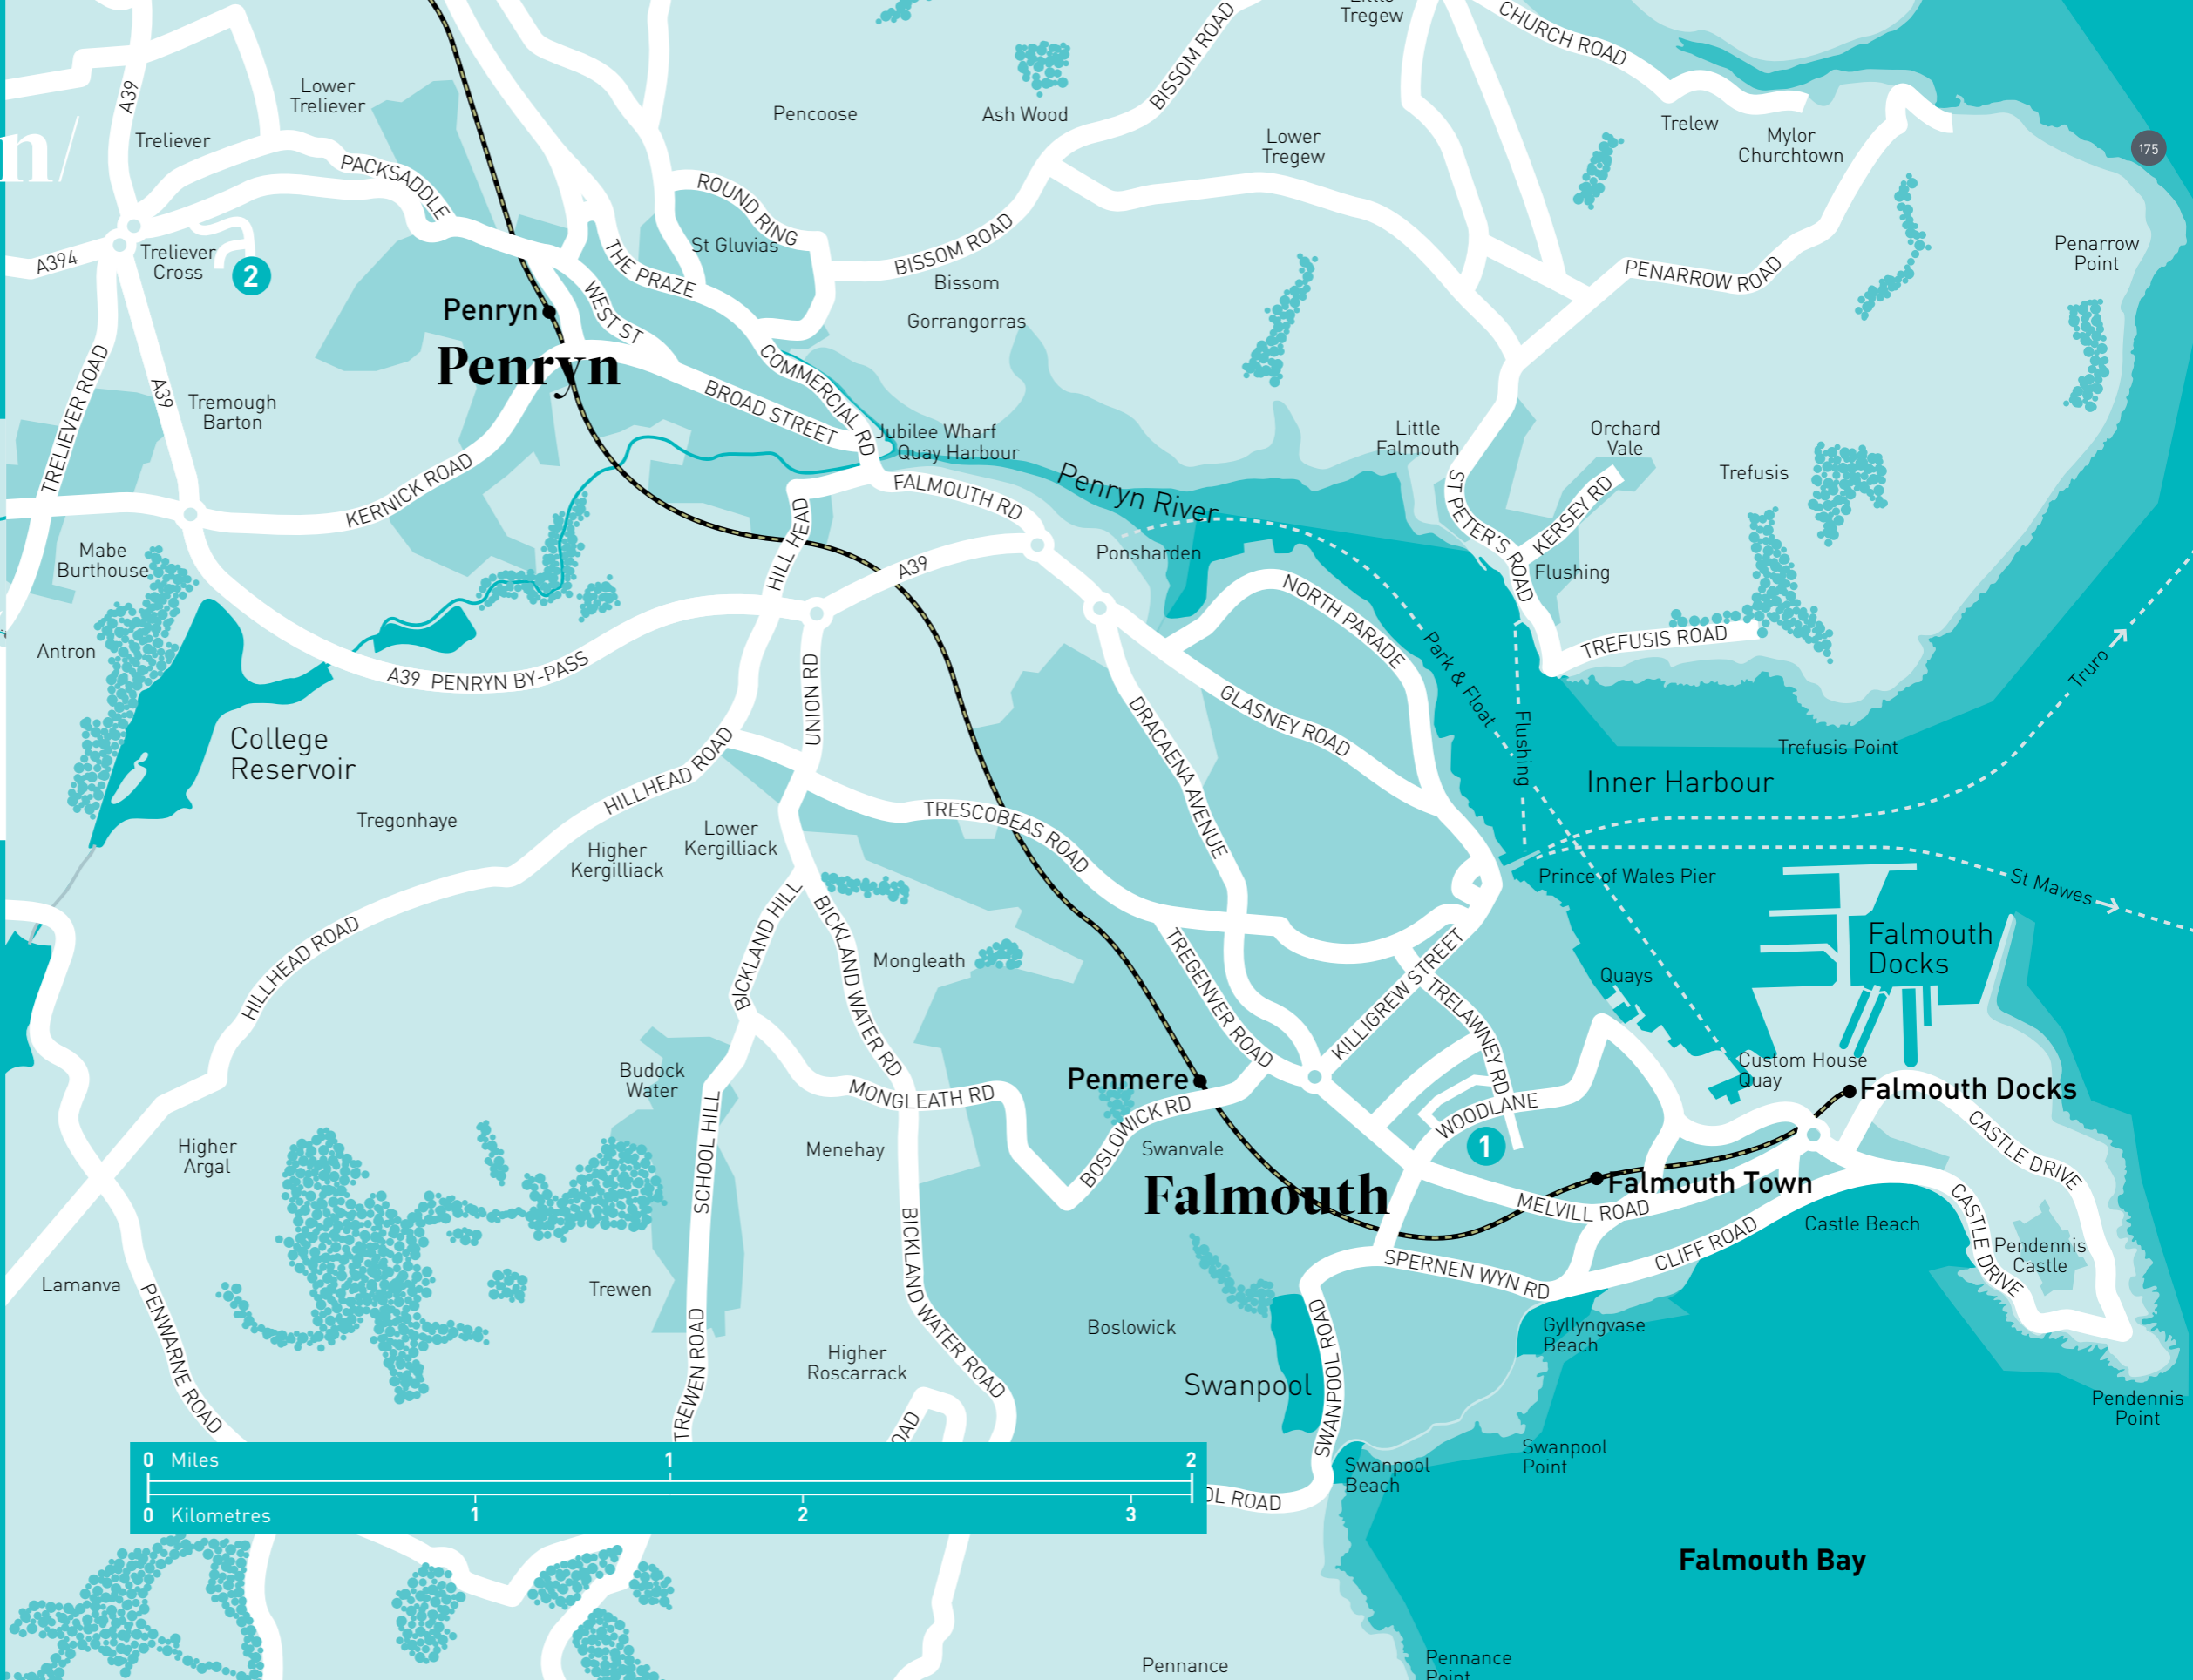 Little
Tregew
CHURCH ROAD
BISSOM ROAD
A39
Lower
Treliever
Pencoose
Ash Wood
Trelew
Mylor
Churchtown
175
n/
Treliever
PACKSADDLE
Lower
Tregew
ROUND RING
St Gluvias
BISSOM ROAD
Bissom
Gorrangorras
PENARROW ROAD
Penarrow
Point
A394
Treliever
Cross
2
THE PRAZE
WEST ST
Penryn
Penryn
TRELIEVER ROAD
A39
Tremough
Barton
COMMERCIAL RD
BROAD STREET
Jubilee Wharf
Quay Harbour
Little
Falmouth
Orchard
Vale
Trefusis
KERNICK ROAD
FALMOUTH RD
Penryn River
ST PETER'S ROAD
KERSEY RD
Mabe
Burthouse
HILL HEAD
A39
Ponsharden
Flushing
NORTH PARADE
Antron
A39 PENRYN BY-PASS
UNION RD
TREFUSIS ROAD
Park & Float
Flushing
Truro
College
Reservoir
HILLHEAD ROAD
DRACAENA AVENUE
GLASNEY ROAD
Trefusis Point
Inner Harbour
Tregonhaye
Higher
Kergilliack
Lower
Kergilliack
TRESCOBEAS ROAD
Prince of Wales Pier
St Mawes
HILLHEAD ROAD
BICKLAND HILL
BICKLAND WATER RD
Mongleath
TREGENVER ROAD
KILLIGREW STREET
TRELAWNEY RD
Quays
Falmouth
Docks
Budock
Water
MONGLEATH RD
Penmere
BOSLOWICK RD
WOODLANE
Custom House
Quay
Falmouth Docks
Higher
Argal
SCHOOL HILL
Menehay
Swanvale
1
CASTLE DRIVE
Falmouth
Falmouth Town
MELVILL ROAD
Castle Beach
CASTLE DRIVE
Pendennis
Castle
Lamanva
PENWARNE ROAD
Trewen
BICKLAND WATER ROAD
SPERNEN WYN RD
CLIFF ROAD
TREWEN ROAD
Higher
Roscarrack
Boslowick
Swanpool
SWANPOOL ROAD
Gyllyngvase
Beach
Pendennis
Point
OAD
Swanpool
Point
Swanpool
Beach
OL ROAD
0 Miles 1 2
0 Kilometres 1 2 3
Falmouth Bay
Pennance
Pennance
Point